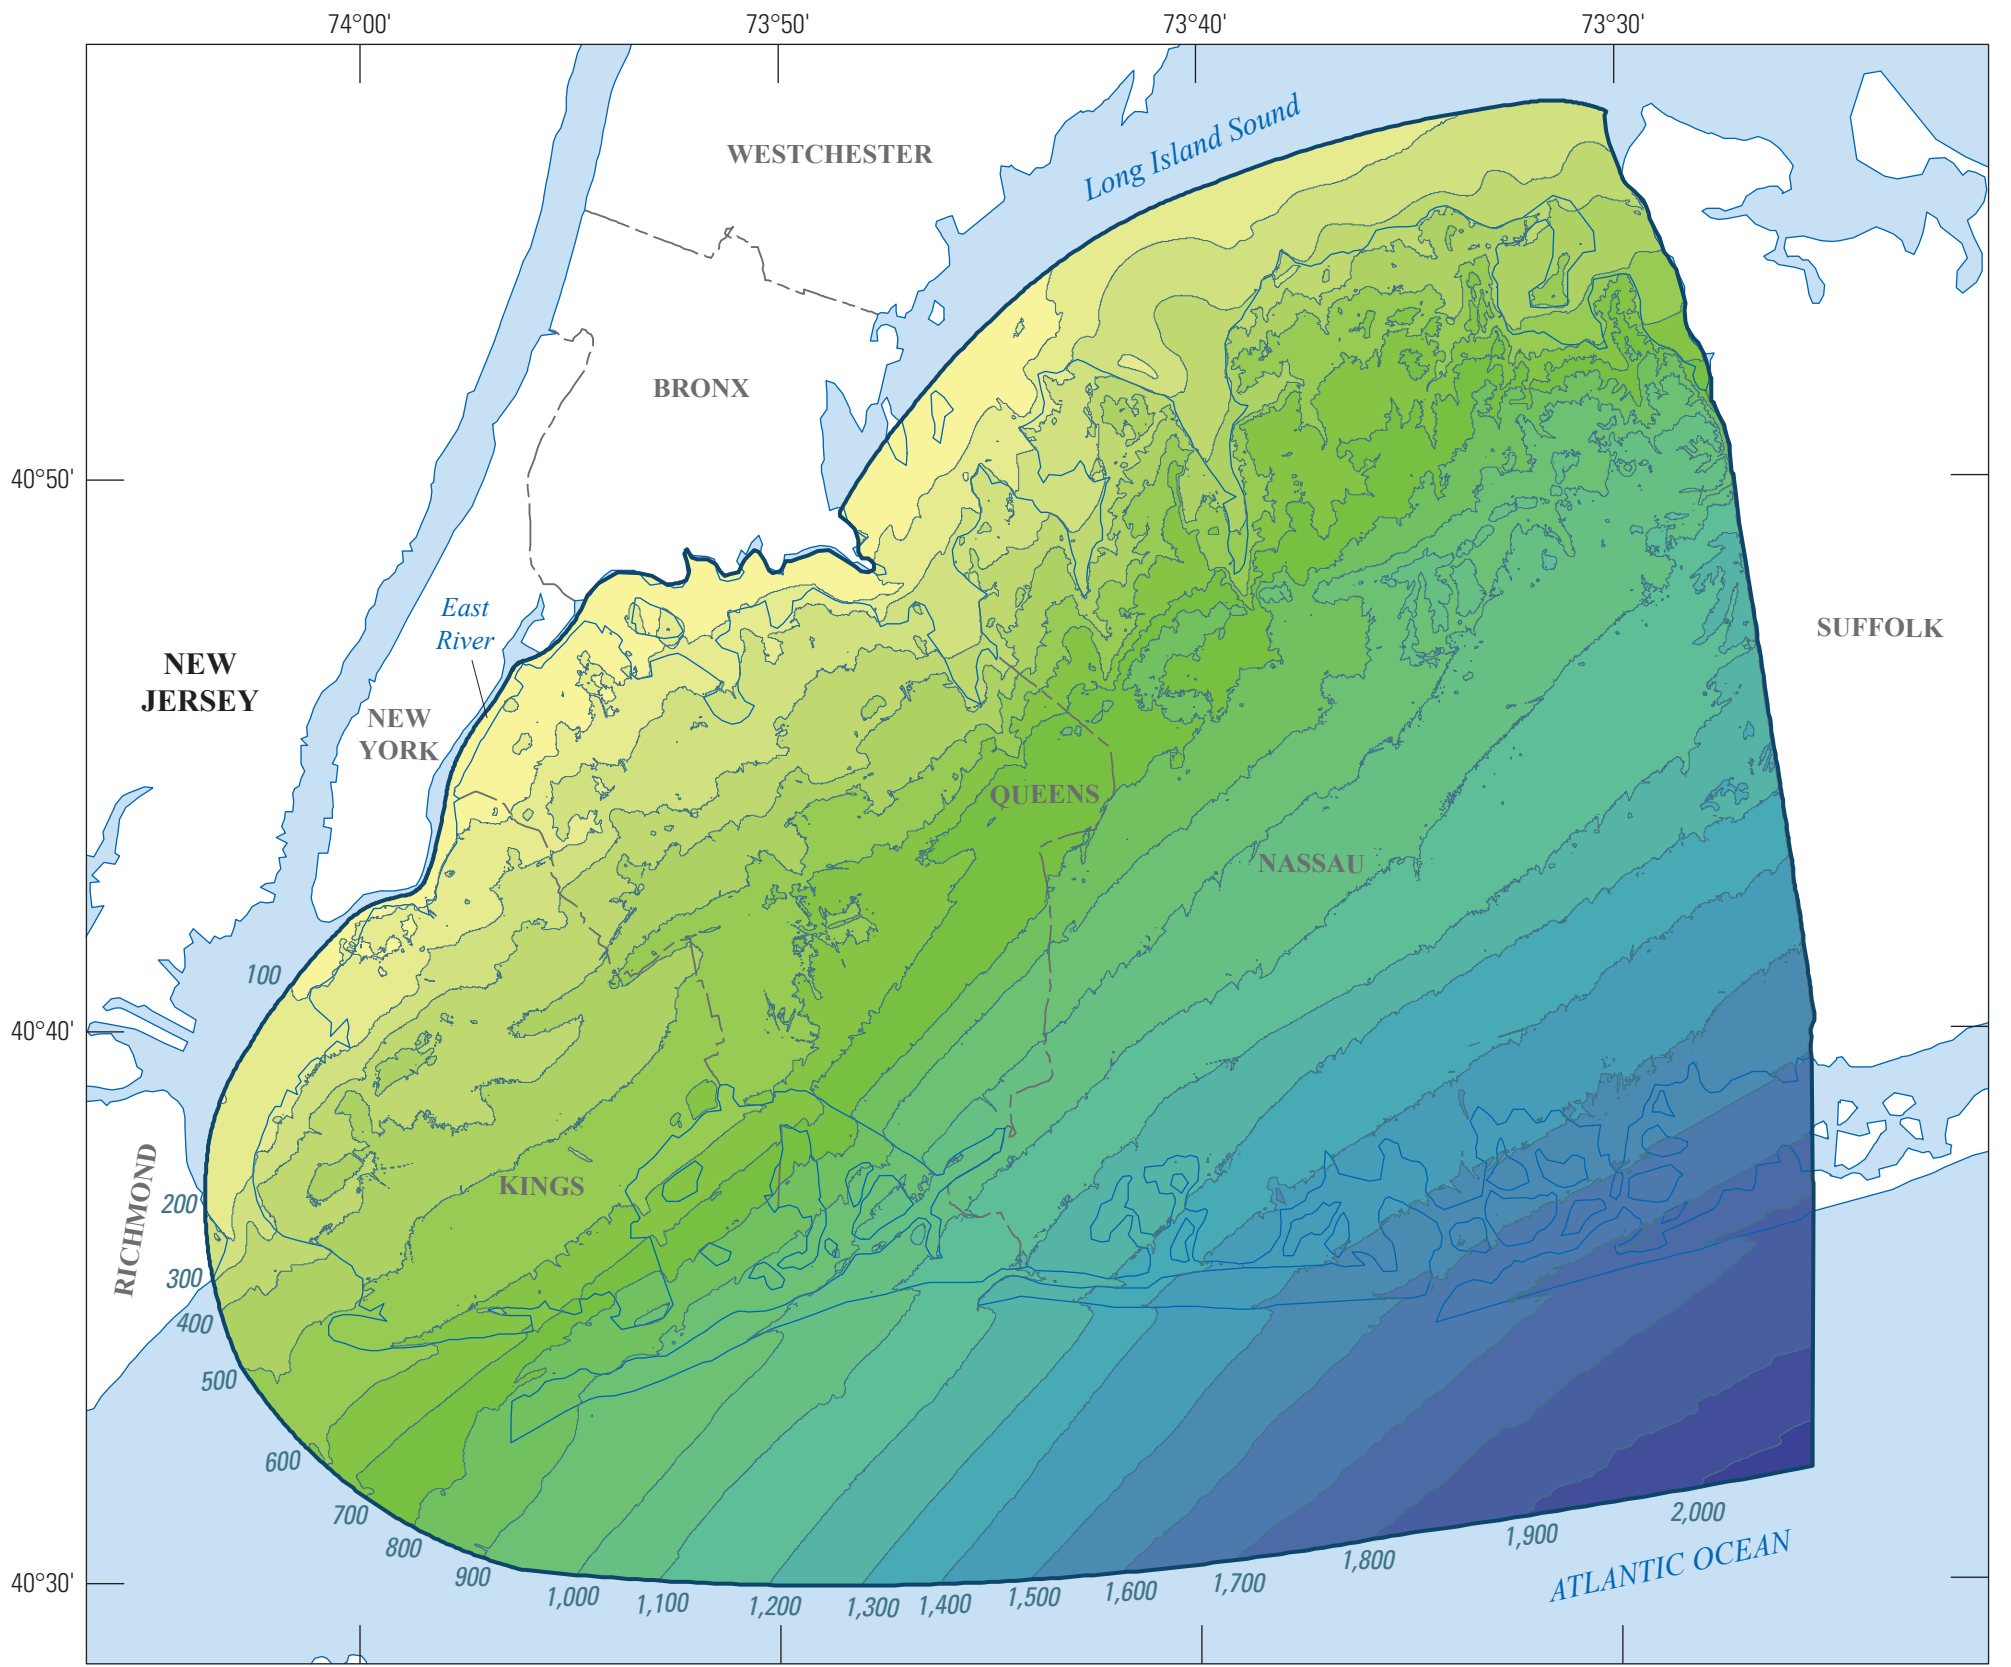 74°00'
73°50'
73°40'
73°30'
Long Island Sound
WESTCHESTER
BRONX
40°50'
East
River
SUFFOLK
NEW
JERSEY
NEW
YORK
QUEENS
NASSAU
100
40°40'
RICHMOND
KINGS
200
300
400
500
600
700
800
900
1,000
1,100
1,200
1,300
1,400
1,500
1,600
1,700
1,800
1,900
2,000
ATLANTIC OCEAN
40°30'